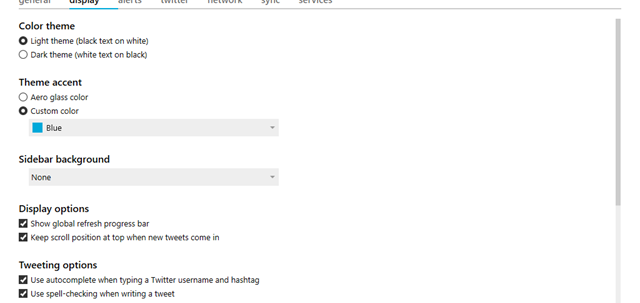 general display alerts twitter network sync services
Color theme
Light theme (black text on white)
Dark theme (white text on black)
Theme accent
Aero glass color
Custom color
Blue
Sidebar background
None
Display options
Show global refresh progress bar
Keep scroll position at top when new tweets come in
Tweeting options
Use autocomplete when typing a Twitter username and hashtag
Use spell-checking when writing a tweet